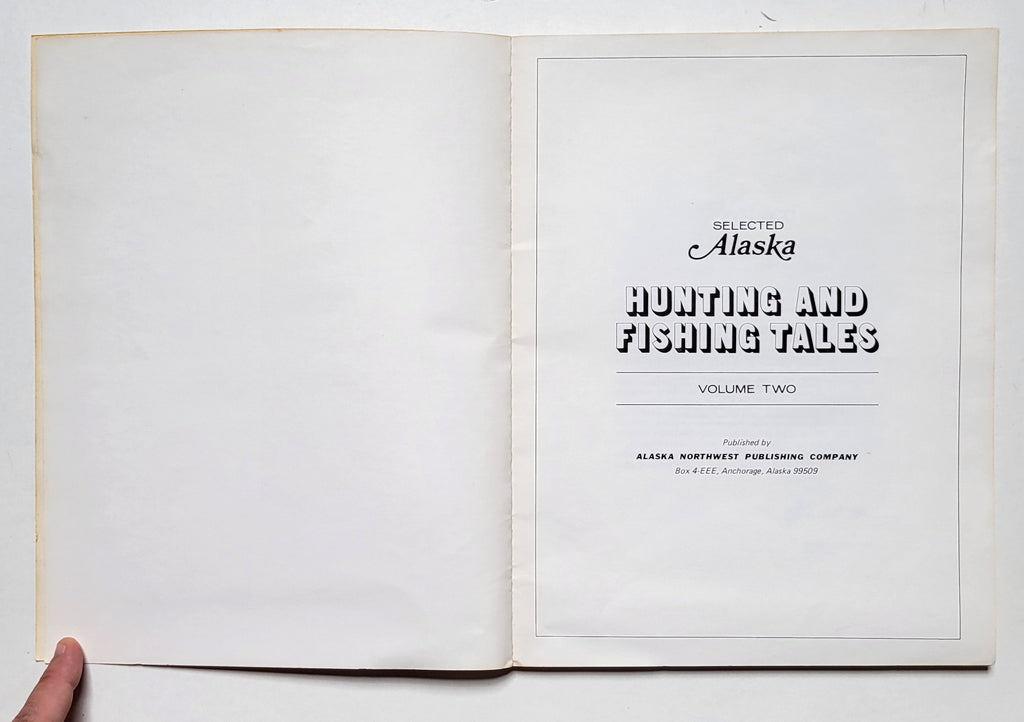 SELECTED
Alaska
HUNTING AND
FISHING TALES
VOLUME TWO
Published by
ALASKA NORTHWEST PUBLISHING COMPANY
Box 4-EEE, Anchorage, Alaska 99509